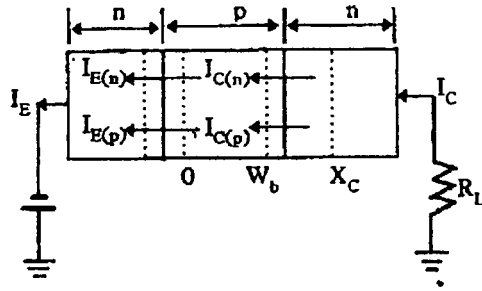 n p n
I_E(n) I_C(n)
I_E I_C
I_E(p) I_C(p)
0 W_b X_C
R_L